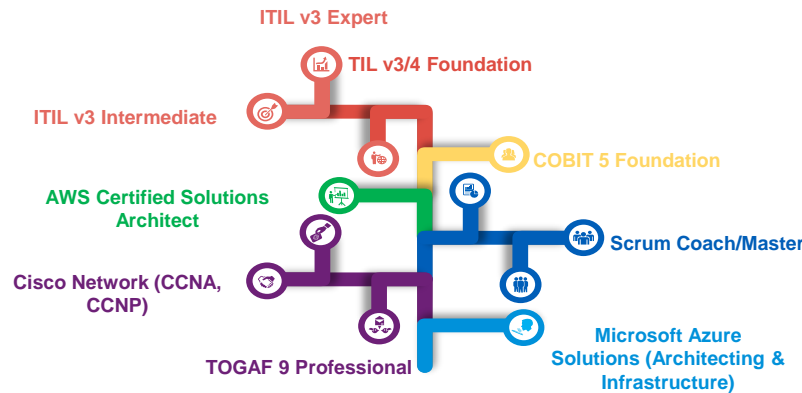 ITIL v3 Expert
TIL v3/4 Foundation
ITIL v3 Intermediate
COBIT 5 Foundation
AWS Certified Solutions
Architect
Scrum Coach/Master
Cisco Network (CCNA,
CCNP)
Microsoft Azure
Solutions (Architecting &
Infrastructure)
TOGAF 9 Professional